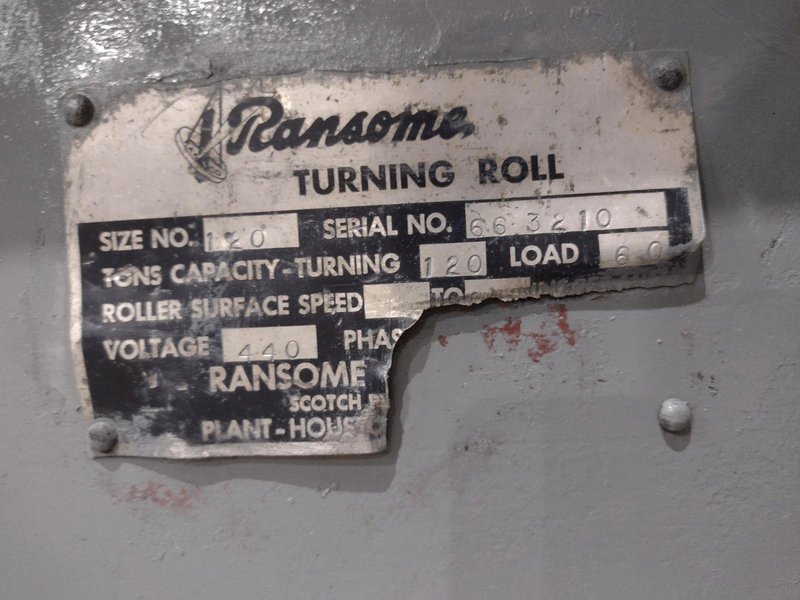 Ransome
TURNING ROLL
SIZE NO. 120 SERIAL NO. 663210
TONS CAPACITY-TURNING 120 LOAD 60
ROLLER SURFACE SPEED TO
VOLTAGE 440 PHAS
RANSOME
SCOTCH P
PLANT-HOUS